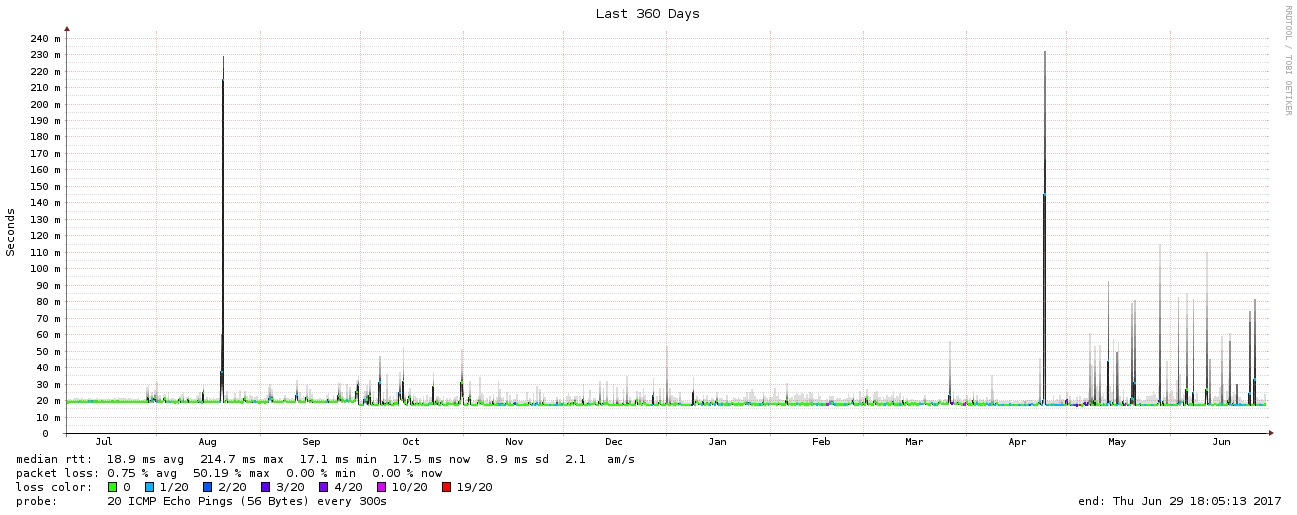 Last 360 Days
RRDTOOL / TOBI OETIKER
Seconds
240 m
230 m
220 m
210 m
200 m
190 m
180 m
170 m
160 m
150 m
140 m
130 m
120 m
110 m
100 m
90 m
80 m
70 m
60 m
50 m
40 m
30 m
20 m
10 m
0
Jul Aug Sep Oct Nov Dec Jan Feb Mar Apr May Jun
median rtt: 18.9 ms avg 214.7 ms max 17.1 ms min 17.5 ms now 8.9 ms sd 2.1 am/s
packet loss: 0.75 % avg 50.19 % max 0.00 % min 0.00 % now
loss color: 0 1/20 2/20 3/20 4/20 10/20 19/20
probe: 20 ICMP Echo Pings (56 Bytes) every 300s end: Thu Jun 29 18:05:13 2017